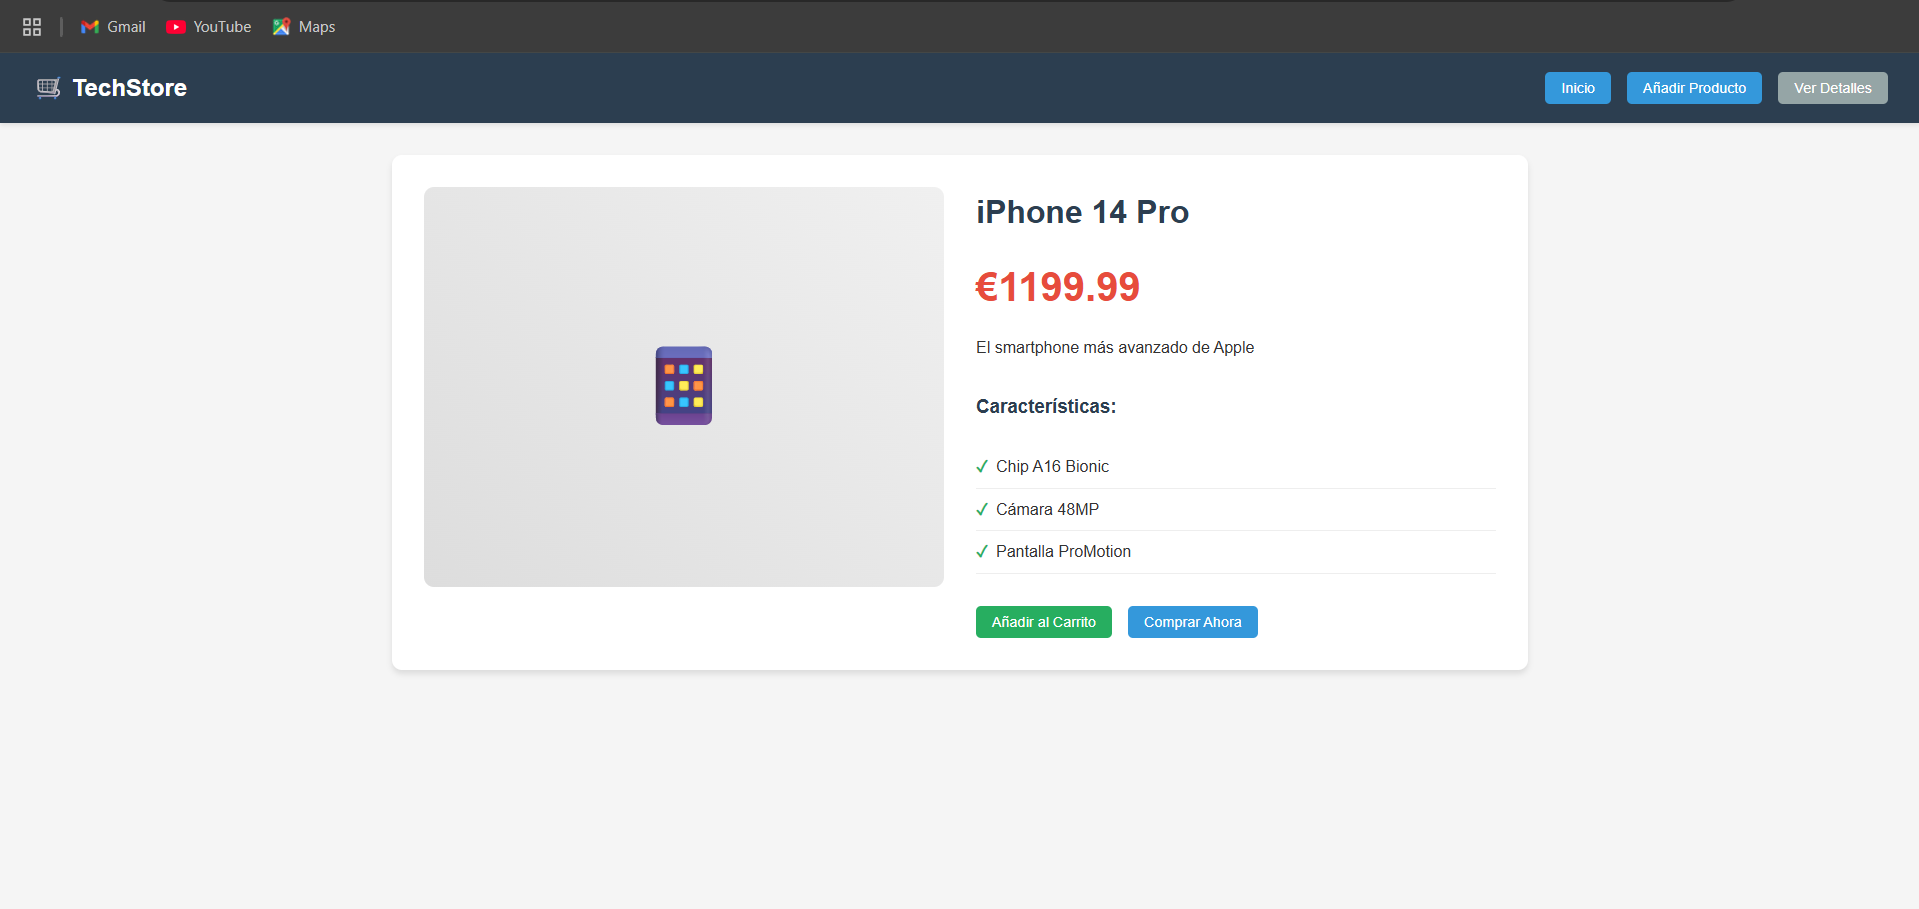 Gmail YouTube Maps
TechStore Inicio Añadir Producto Ver Detalles
iPhone 14 Pro
€1199.99
El smartphone más avanzado de Apple
Características:
✓ Chip A16 Bionic
✓ Cámara 48MP
✓ Pantalla ProMotion
Añadir al Carrito Comprar Ahora